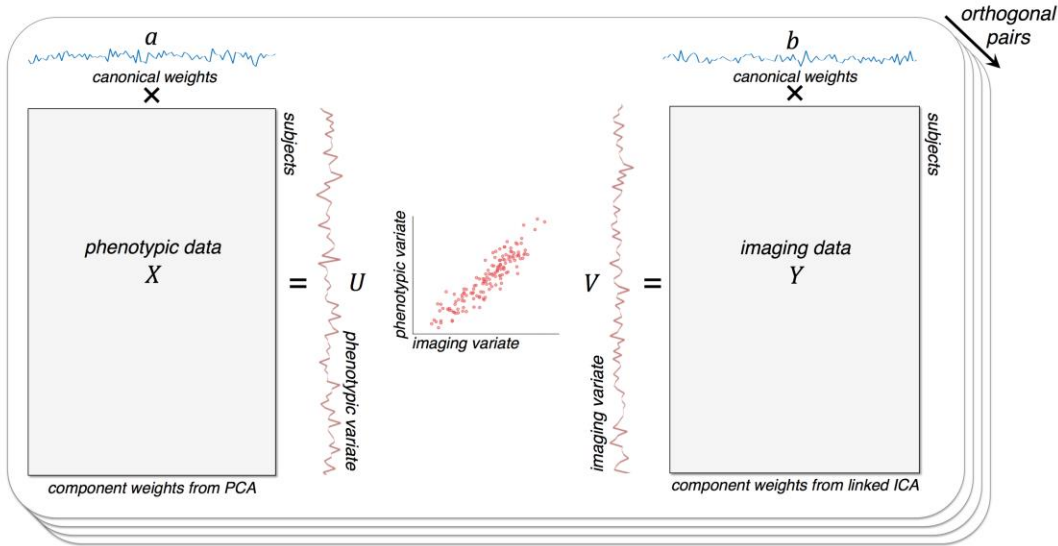 orthogonal
pairs
a
canonical weights
×
b
canonical weights
×
subjects
phenotypic data
X
component weights from PCA
=
U
phenotypic variate
phenotypic variate
imaging variate
V
imaging variate
=
subjects
imaging data
Y
component weights from linked ICA